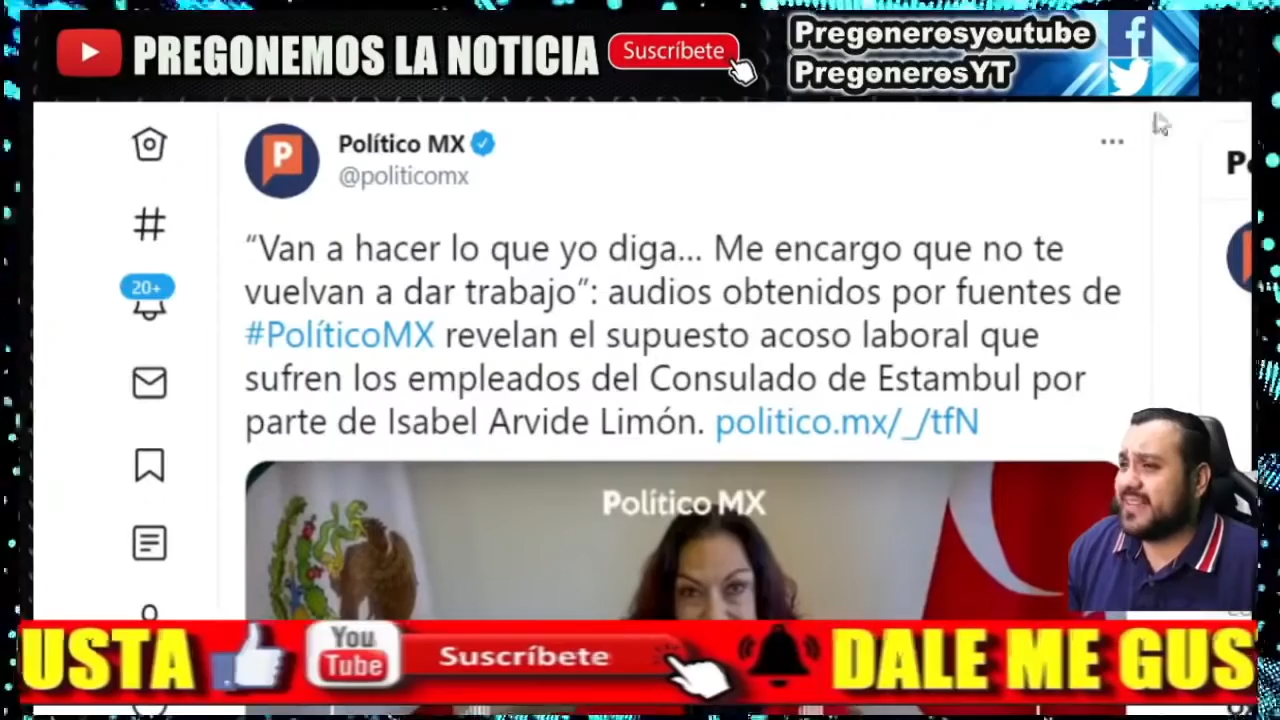 PREGONEMOS LA NOTICIA
Suscríbete
Pregonerosyoutube
PregonerosYT
Político MX
@politicomx
“Van a hacer lo que yo diga... Me encargo que no te
vuelvan a dar trabajo”: audios obtenidos por fuentes de
#PolíticoMX revelan el supuesto acoso laboral que
sufren los empleados del Consulado de Estambul por
parte de Isabel Arvide Limón. politico.mx/_/tfN
20+
Político MX
USTA
You
Tube
Suscríbete
DALE ME GUS